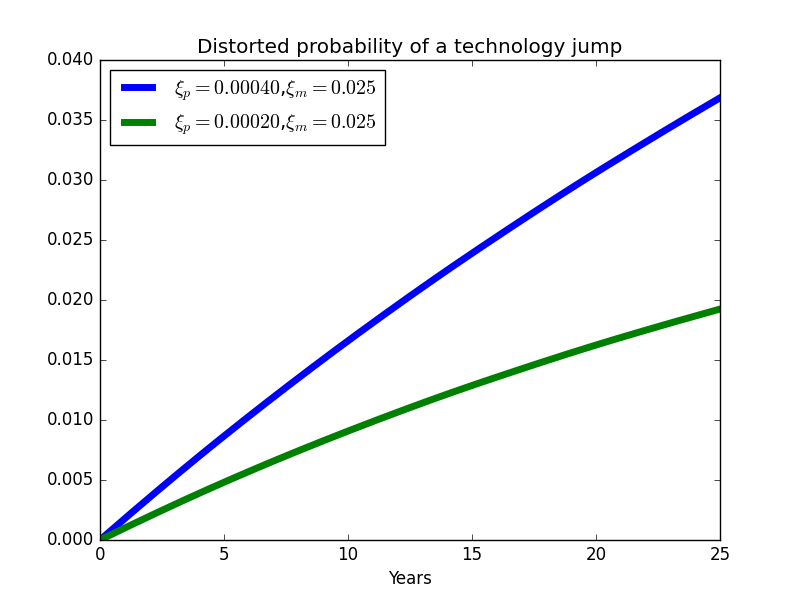 Distorted probability of a technology jump
0.040
0.035
0.030
0.025
0.020
0.015
0.010
0.005
0.000
ξₚ = 0.00040,ξₘ = 0.025
ξₚ = 0.00020,ξₘ = 0.025
0 5 10 15 20 25
Years